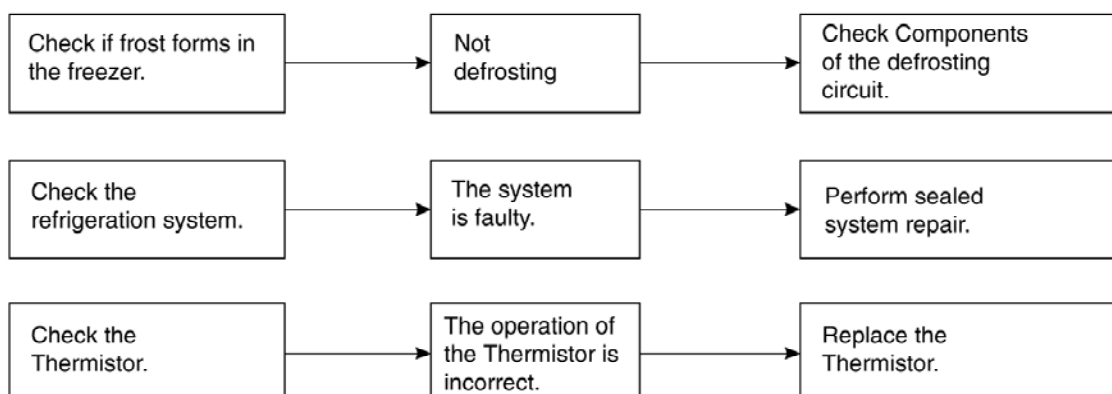 Check if frost forms in
the freezer.
Not
defrosting
Check Components
of the defrosting
circuit.
Check the
refrigeration system.
The system
is faulty.
Perform sealed
system repair.
Check the
Thermistor.
The operation of
the Thermistor is
incorrect.
Replace the
Thermistor.